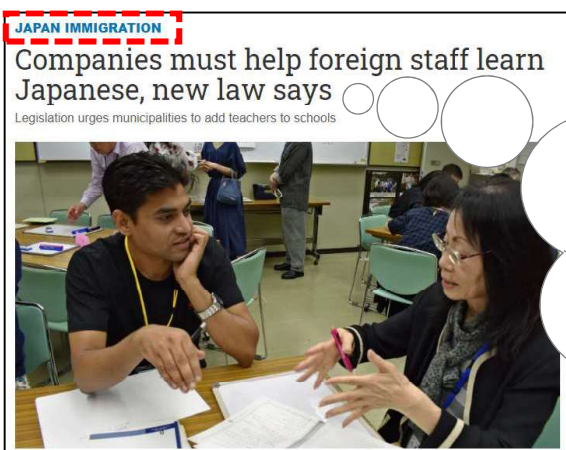 JAPAN IMMIGRATION
Companies must help foreign staff learn
Japanese, new law says
Legislation urges municipalities to add teachers to schools